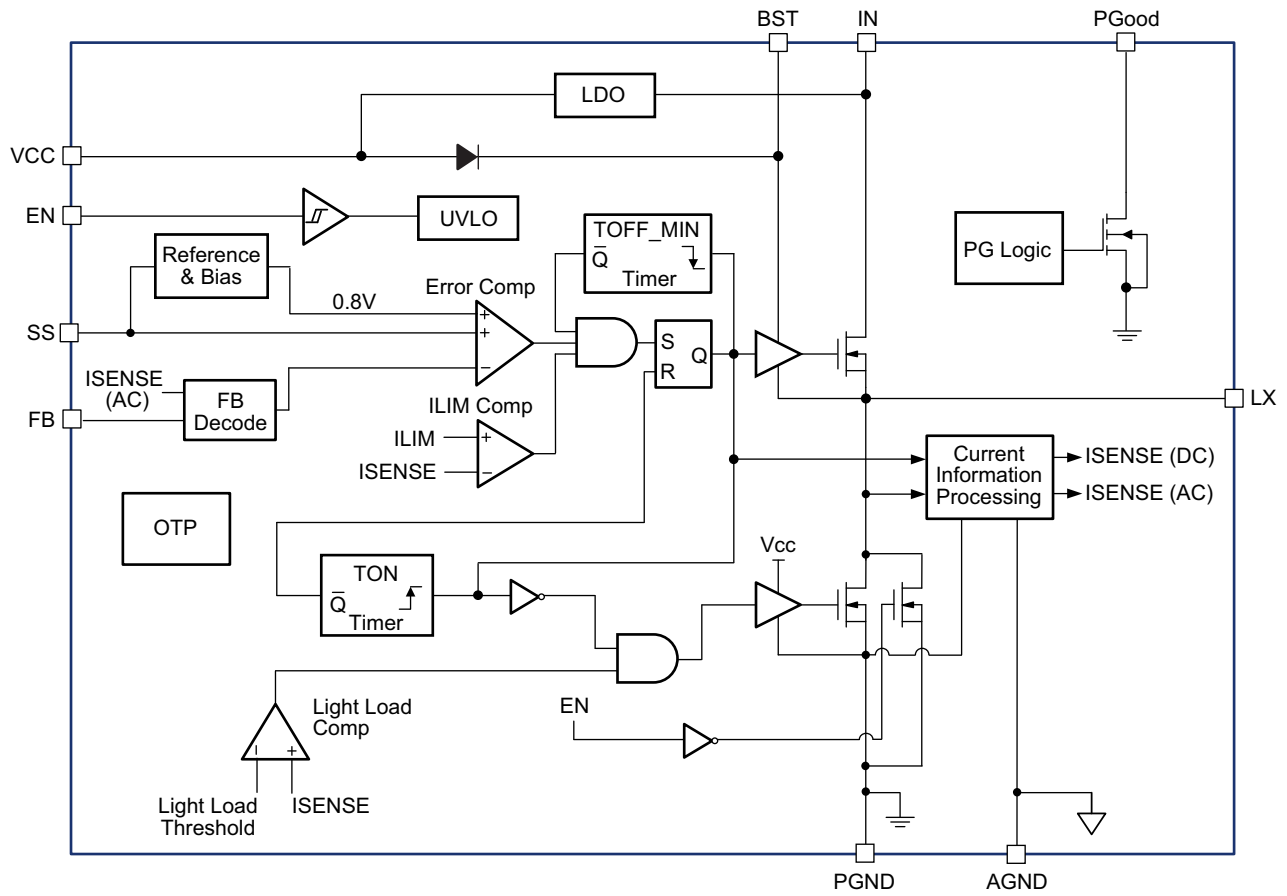 BST
IN
PGood
LDO
VCC
EN
UVLO
TOFF_MIN
Q̅
Timer
Reference
& Bias
PG Logic
0.8V
Error Comp
+
+
−
SS
S
R
Q
ISENSE
(AC)
FB
Decode
FB
ILIM Comp
ILIM
+
ISENSE
−
LX
Current
Information
Processing
ISENSE (DC)
ISENSE (AC)
OTP
Vcc
TON
Q̅
Timer
Light Load
Comp
−
+
EN
Light Load
Threshold
ISENSE
PGND
AGND